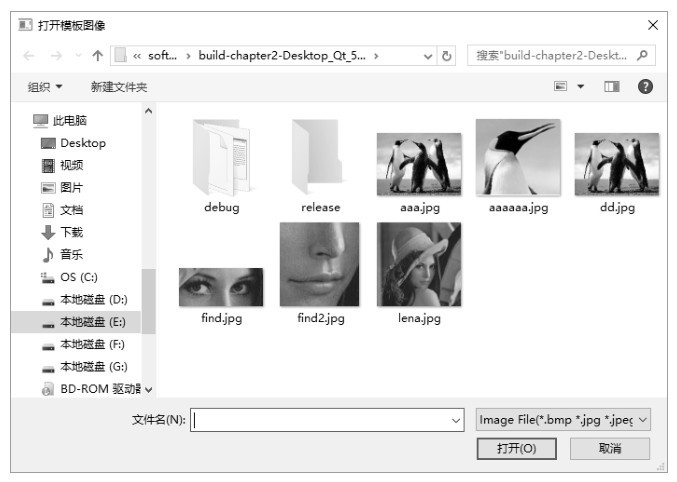 打开模板图像
« soft... › build-chapter2-Desktop_Qt_5... ›
搜索"build-chapter2-Deskt...
组织 新建文件夹
此电脑
Desktop
视频
图片
文档
下载
音乐
OS (C:)
本地磁盘 (D:)
本地磁盘 (E:)
本地磁盘 (F:)
本地磁盘 (G:)
BD-ROM 驱动器
debug release aaa.jpg aaaaaa.jpg dd.jpg
find.jpg find2.jpg lena.jpg
文件名(N): Image File(*.bmp *.jpg *.jpeg
打开(O) 取消